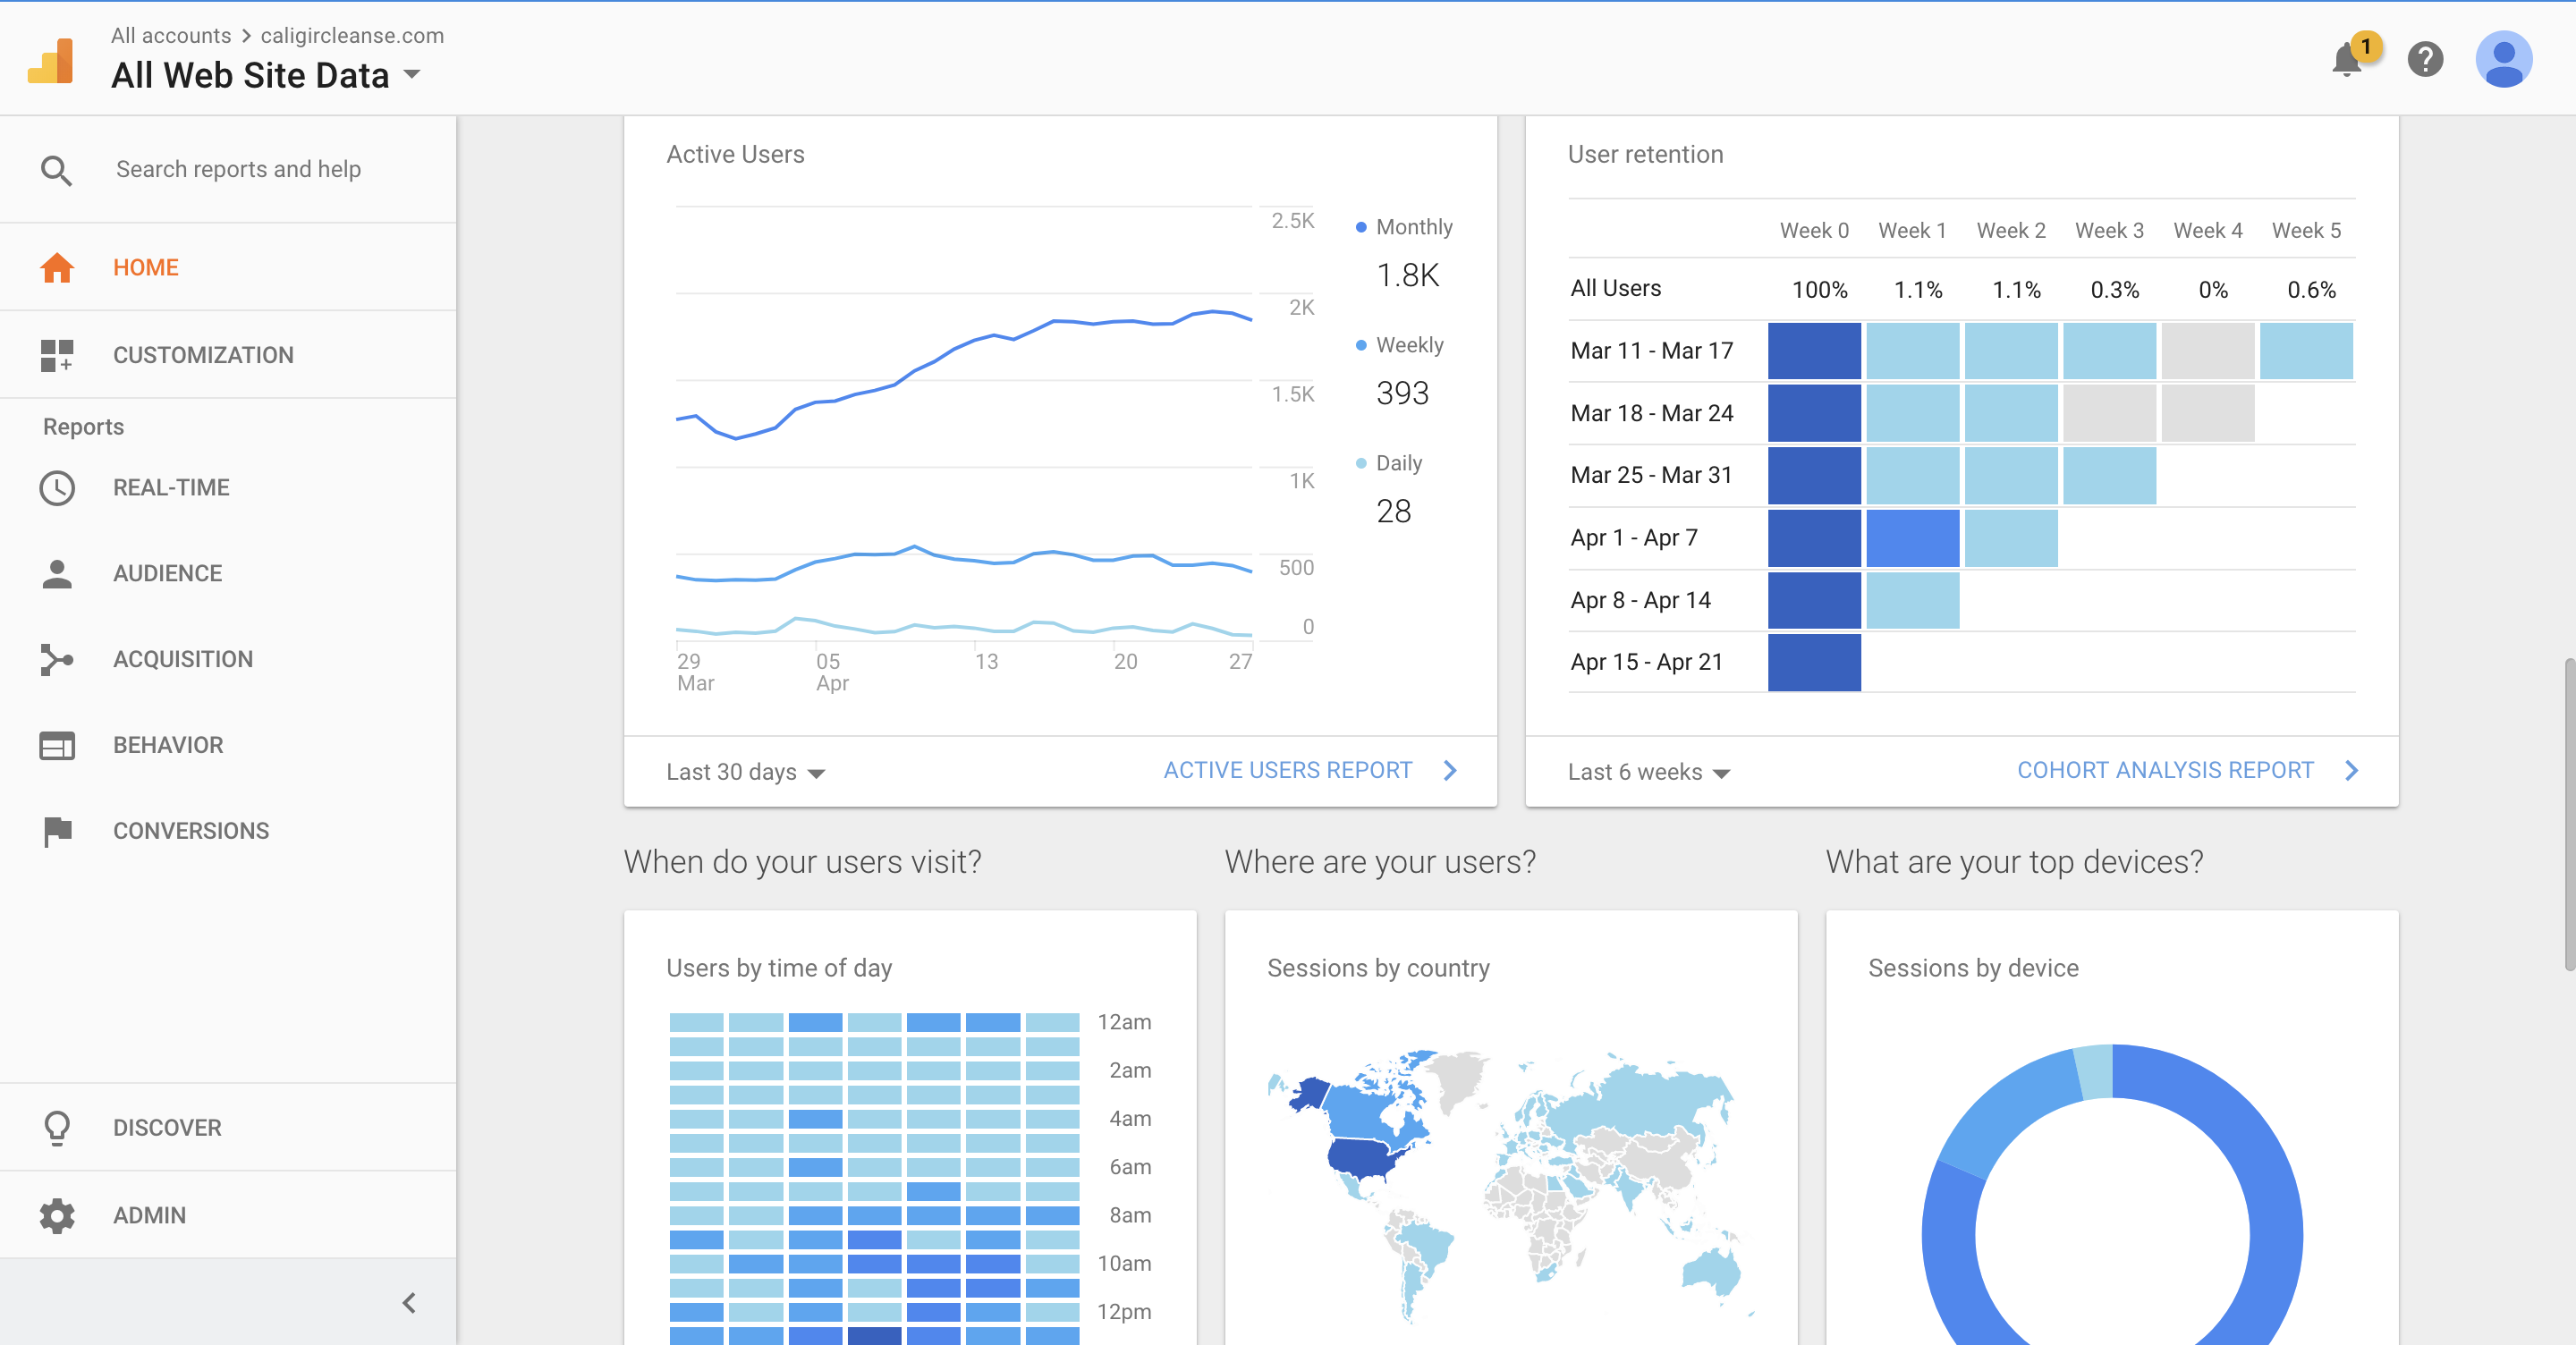 All accounts > caligircleanse.com
All Web Site Data
1
Search reports and help
HOME
CUSTOMIZATION
Reports
REAL-TIME
AUDIENCE
ACQUISITION
BEHAVIOR
CONVERSIONS
DISCOVER
ADMIN
Active Users
2.5K
2K
1.5K
1K
500
0
29 05 13 20 27
Mar Apr
Monthly
1.8K
Weekly
393
Daily
28
Last 30 days
ACTIVE USERS REPORT
User retention
Week 0 Week 1 Week 2 Week 3 Week 4 Week 5
All Users 100% 1.1% 1.1% 0.3% 0% 0.6%
Mar 11 - Mar 17
Mar 18 - Mar 24
Mar 25 - Mar 31
Apr 1 - Apr 7
Apr 8 - Apr 14
Apr 15 - Apr 21
Last 6 weeks
COHORT ANALYSIS REPORT
When do your users visit?
Users by time of day
12am
2am
4am
6am
8am
10am
12pm
Where are your users?
Sessions by country
What are your top devices?
Sessions by device